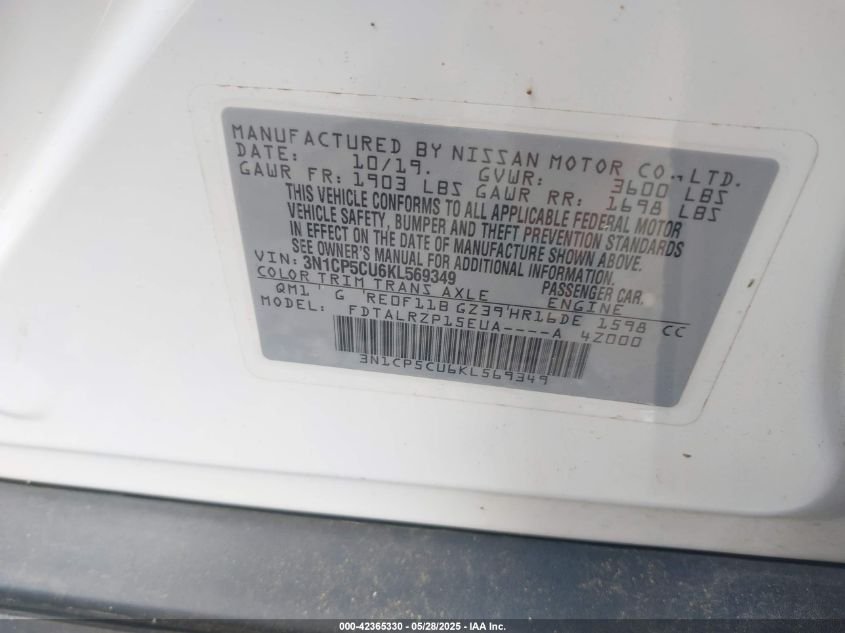 MANUFACTURED BY NISSAN MOTOR CO., LTD.
DATE: 10/19. GVWR: 3600 LBS
GAWR FR: 1903 LBS GAWR RR: 1698 LBS
THIS VEHICLE CONFORMS TO ALL APPLICABLE FEDERAL MOTOR
VEHICLE SAFETY, BUMPER AND THEFT PREVENTION STANDARDS
IN EFFECT ON THE DATE OF MANUFACTURE SHOWN ABOVE.
SEE OWNER'S MANUAL FOR ADDITIONAL INFORMATION.
VIN: 3N1CP5CU6KL569349 PASSENGER CAR.
COLOR TRIM TRANS AXLE ENGINE
QM1 G RE0F11B GZ39 HR16DE 1598 CC
MODEL: FDTALRZP15EUA----A 4Z000
3N1CP5CU6KL569349
000-42365330 - 05/28/2025 - IAA Inc.